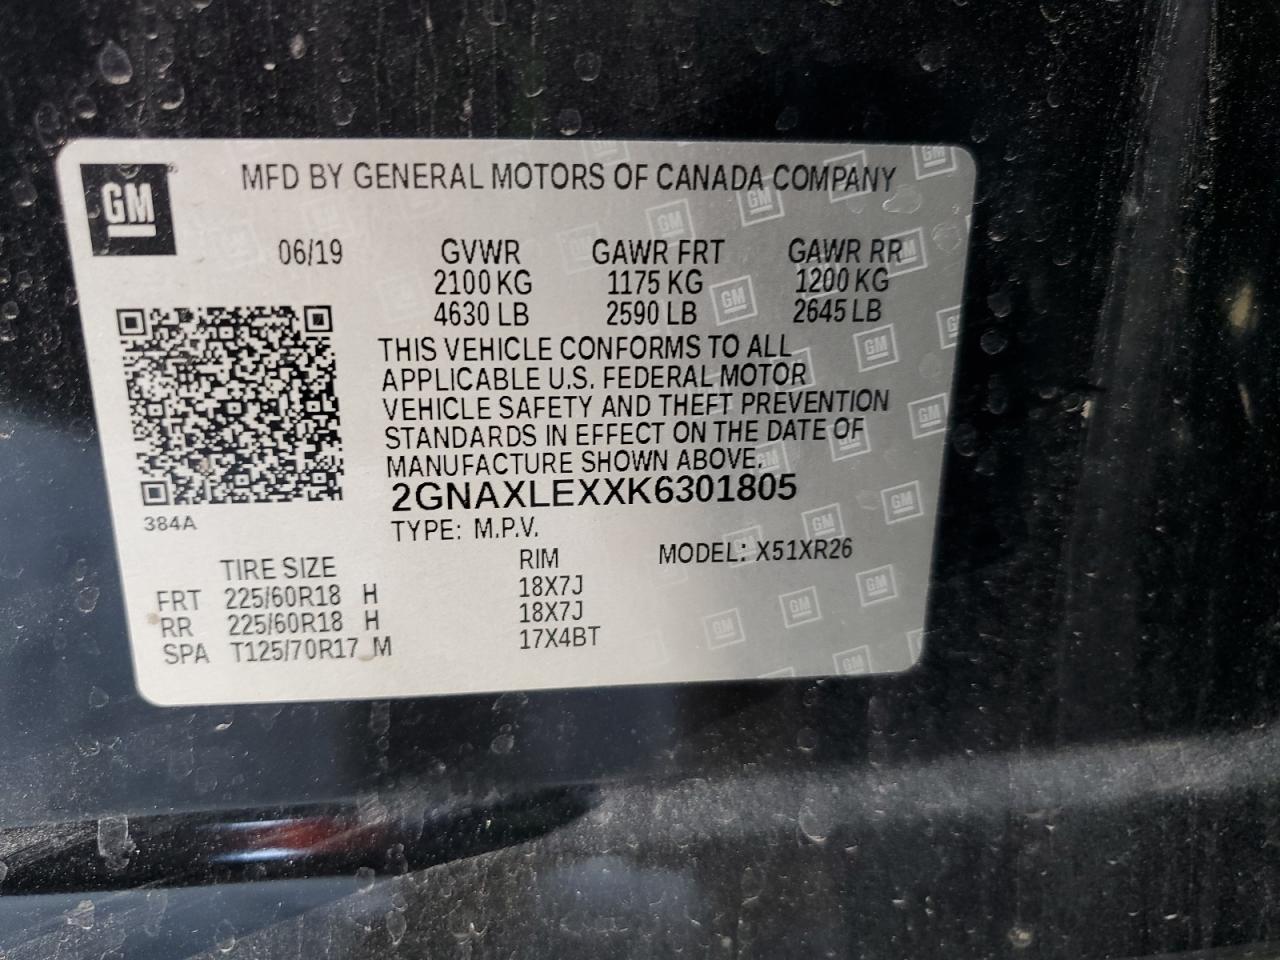 GM
MFD BY GENERAL MOTORS OF CANADA COMPANY
06/19 GVWR GAWR FRT GAWR RR
2100 KG 1175 KG 1200 KG
4630 LB 2590 LB 2645 LB
THIS VEHICLE CONFORMS TO ALL
APPLICABLE U.S. FEDERAL MOTOR
VEHICLE SAFETY AND THEFT PREVENTION
STANDARDS IN EFFECT ON THE DATE OF
MANUFACTURE SHOWN ABOVE.
2GNAXLEXXK6301805
384A
TYPE: M.P.V.
TIRE SIZE RIM MODEL: X51XR26
FRT 225/60R18 H 18X7J
RR 225/60R18 H 18X7J
SPA T125/70R17 M 17X4BT